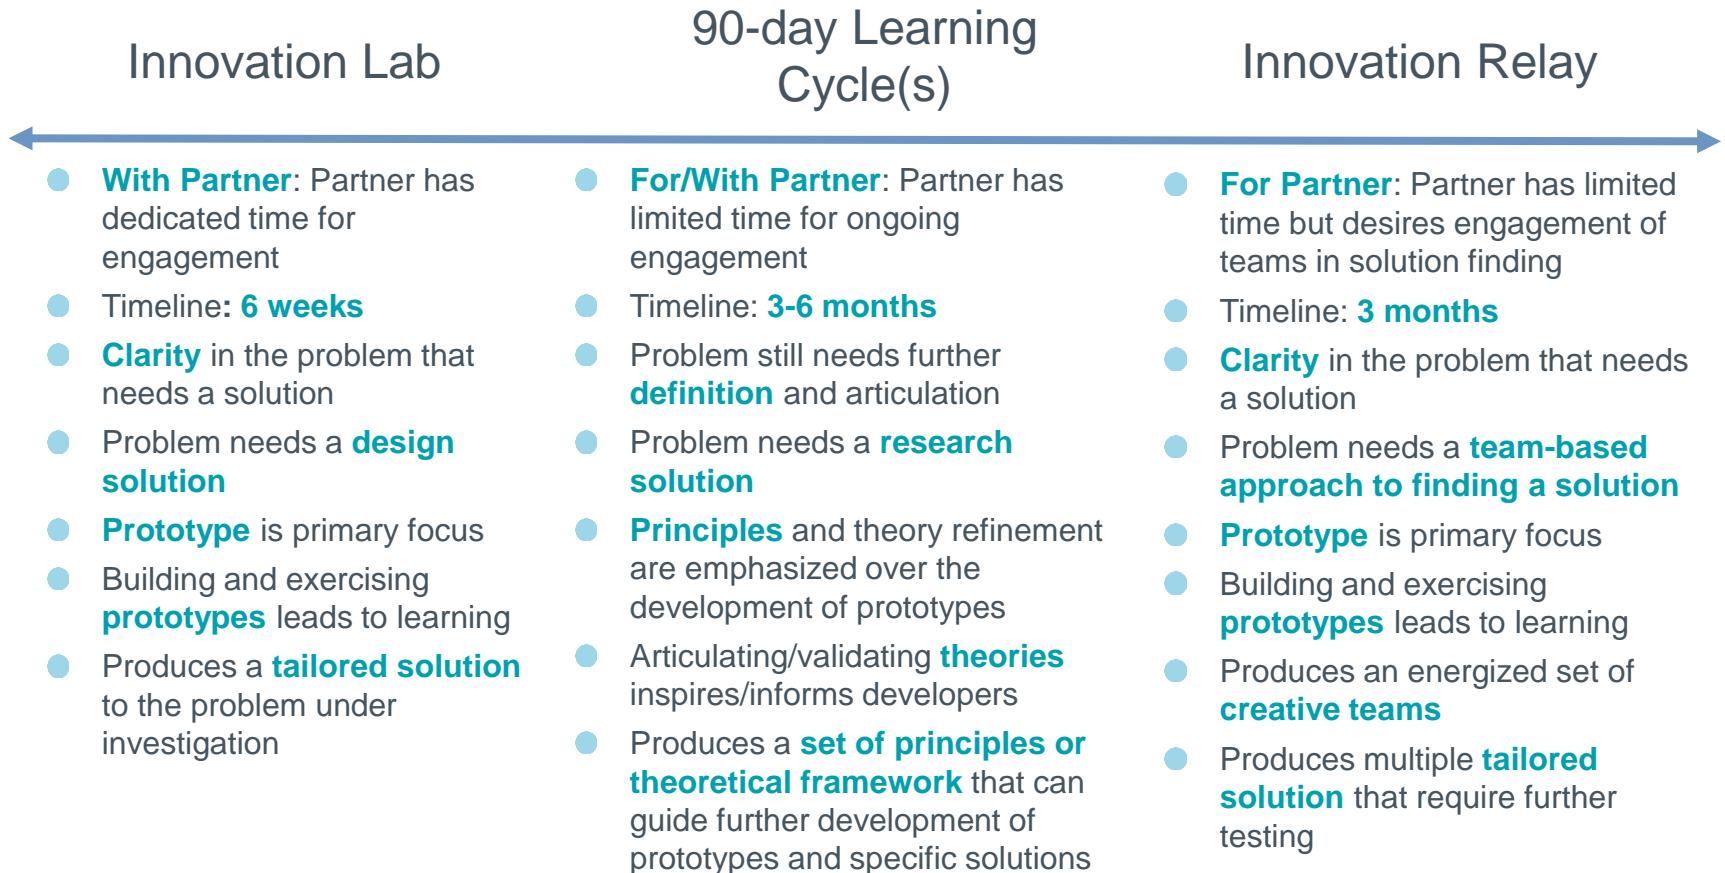 Innovation Lab
90-day Learning
Cycle(s)
Innovation Relay
With Partner: Partner has
dedicated time for
engagement
Timeline: 6 weeks
Clarity in the problem that
needs a solution
Problem needs a design
solution
Prototype is primary focus
Building and exercising
prototypes leads to learning
Produces a tailored solution
to the problem under
investigation
For/With Partner: Partner has
limited time for ongoing
engagement
Timeline: 3-6 months
Problem still needs further
definition and articulation
Problem needs a research
solution
Principles and theory refinement
are emphasized over the
development of prototypes
Articulating/validating theories
inspires/informs developers
Produces a set of principles or
theoretical framework that can
guide further development of
prototypes and specific solutions
For Partner: Partner has limited
time but desires engagement of
teams in solution finding
Timeline: 3 months
Clarity in the problem that needs
a solution
Problem needs a team-based
approach to finding a solution
Prototype is primary focus
Building and exercising
prototypes leads to learning
Produces an energized set of
creative teams
Produces multiple tailored
solution that require further
testing